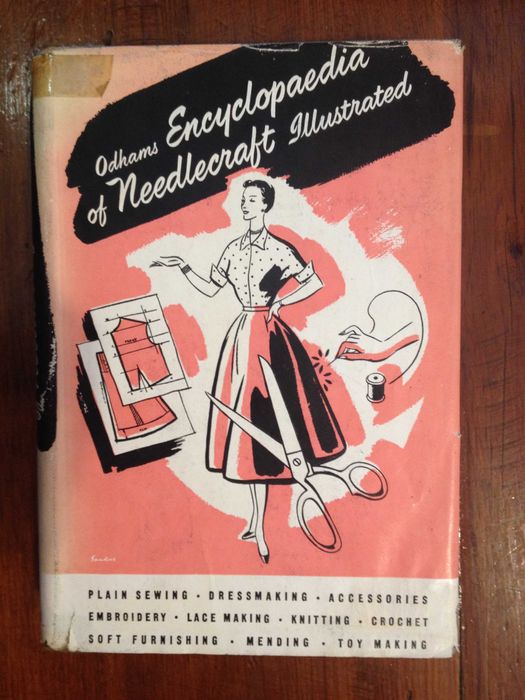 Odhams Encyclopaedia
of Needlecraft Illustrated
PLAIN SEWING · DRESSMAKING · ACCESSORIES
EMBROIDERY · LACE MAKING · KNITTING · CROCHET
SOFT FURNISHING · MENDING · TOY MAKING